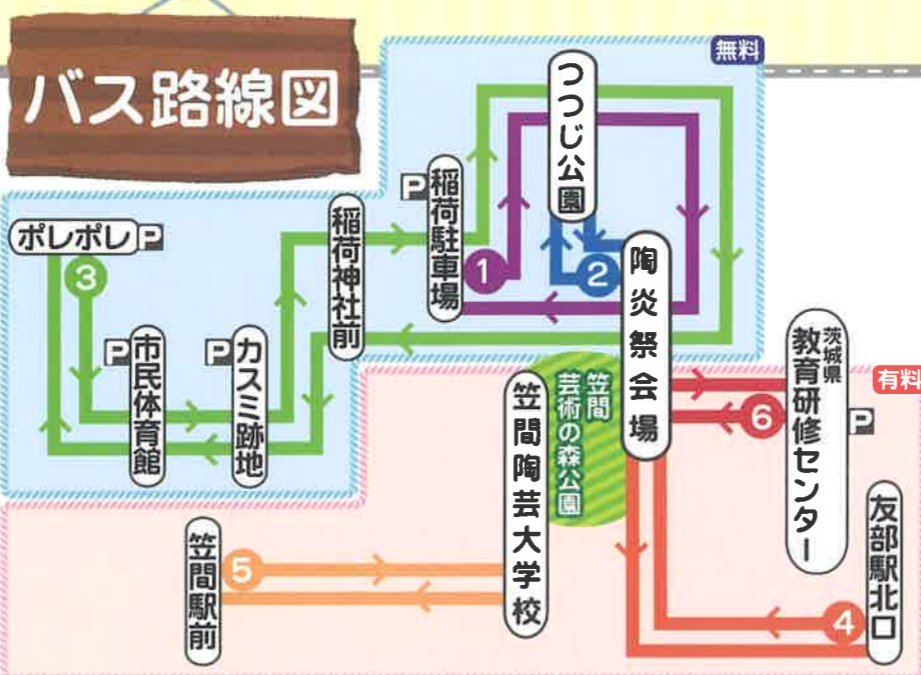 バス路線図
無料
つつじ公園
P
稲荷駐車場
稲荷神社前
ポレポレ P
1
2
3
陶炎祭会場
P
市民体育館
P
カスミ跡地
茨城県
教育研修センター
有料
P
笠間
芸術の森公園
笠間陶芸大学校
6
友部駅北口
笠間駅前
5
4